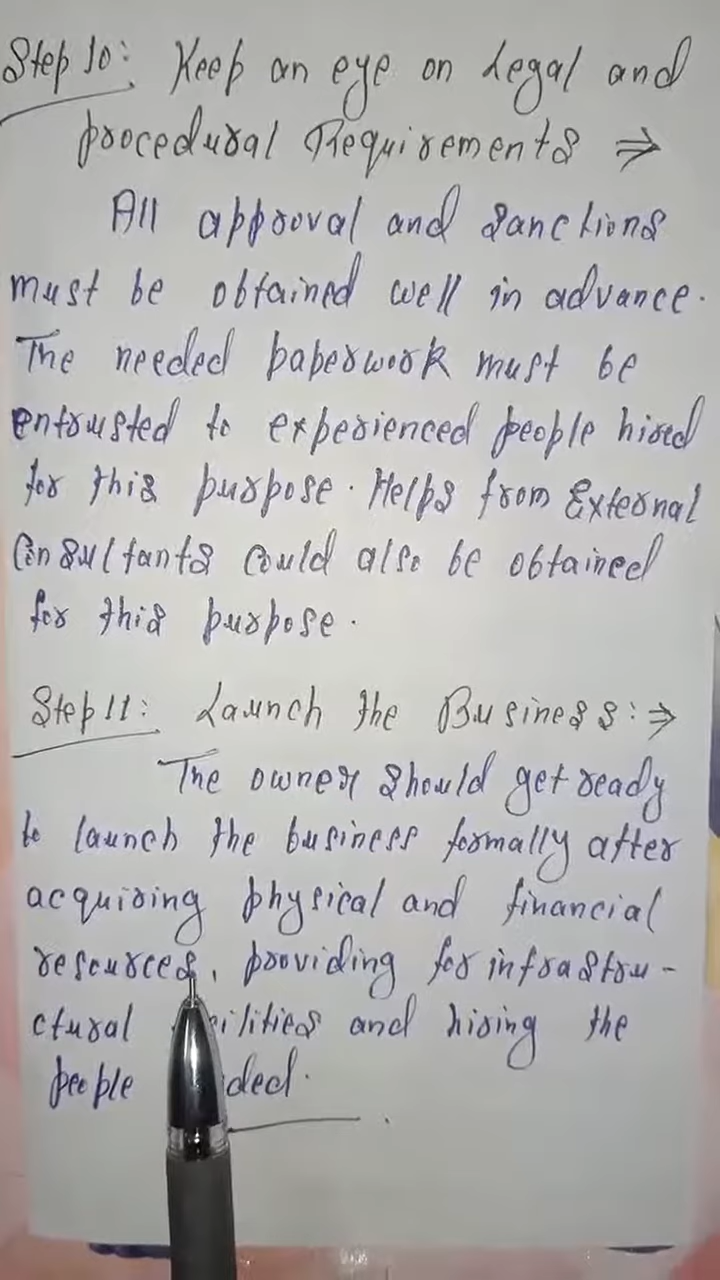 Step 10: Keep an eye on Legal and
procedural Requirements ⇒
All approval and sanctions
must be obtained well in advance.
The needed paperwork must be
entrusted to experienced people hired
for this purpose. Helps from External
Consultants could also be obtained
for this purpose.
Step 11: Launch the Business: ⇒
The owner should get ready
to launch the business formally after
acquiring physical and financial
resources, providing for infrastru-
ctural and hiring the
people